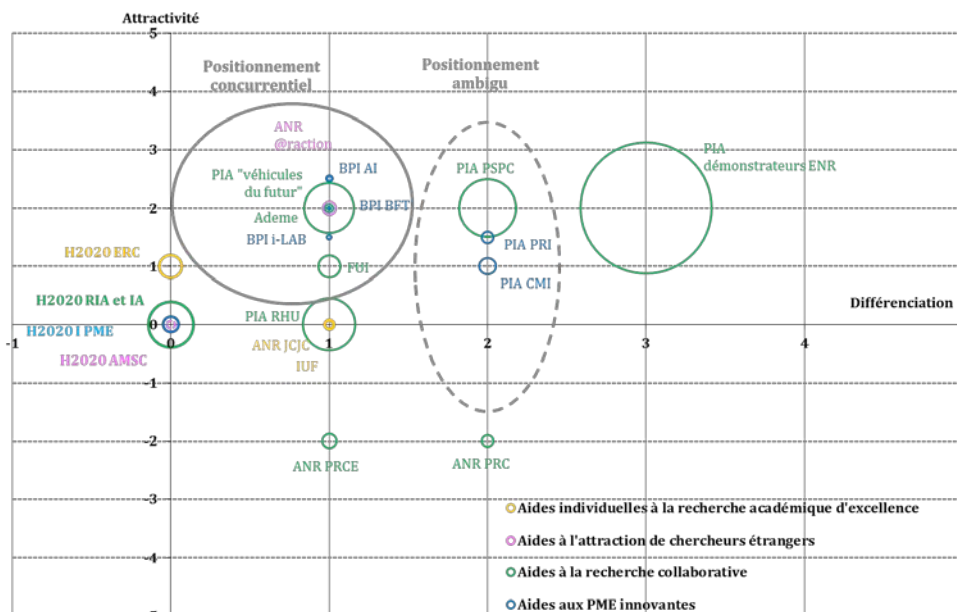 Attractivité
5
Positionnement
concurrentiel
Positionnement
ambigu
4
ANR
@raction
3
BPI AI
PIA PSPC
PIA
démonstrateurs ENR
PIA "véhicules
du futur"
2
BPI BFT
Ademe
BPI i-LAB
PIA PRI
H2020 ERC
1
FUI
PIA CMI
H2020 RIA et IA
PIA RHU
Différenciation
0
H2020 I PME
-1
0
1
2
3
4
ANR JCJC
H2020 AMSC
IUF
-1
-2
ANR PRCE
ANR PRC
-3
Aides individuelles à la recherche académique d'excellence
Aides à l'attraction de chercheurs étrangers
-4
Aides à la recherche collaborative
Aides aux PME innovantes